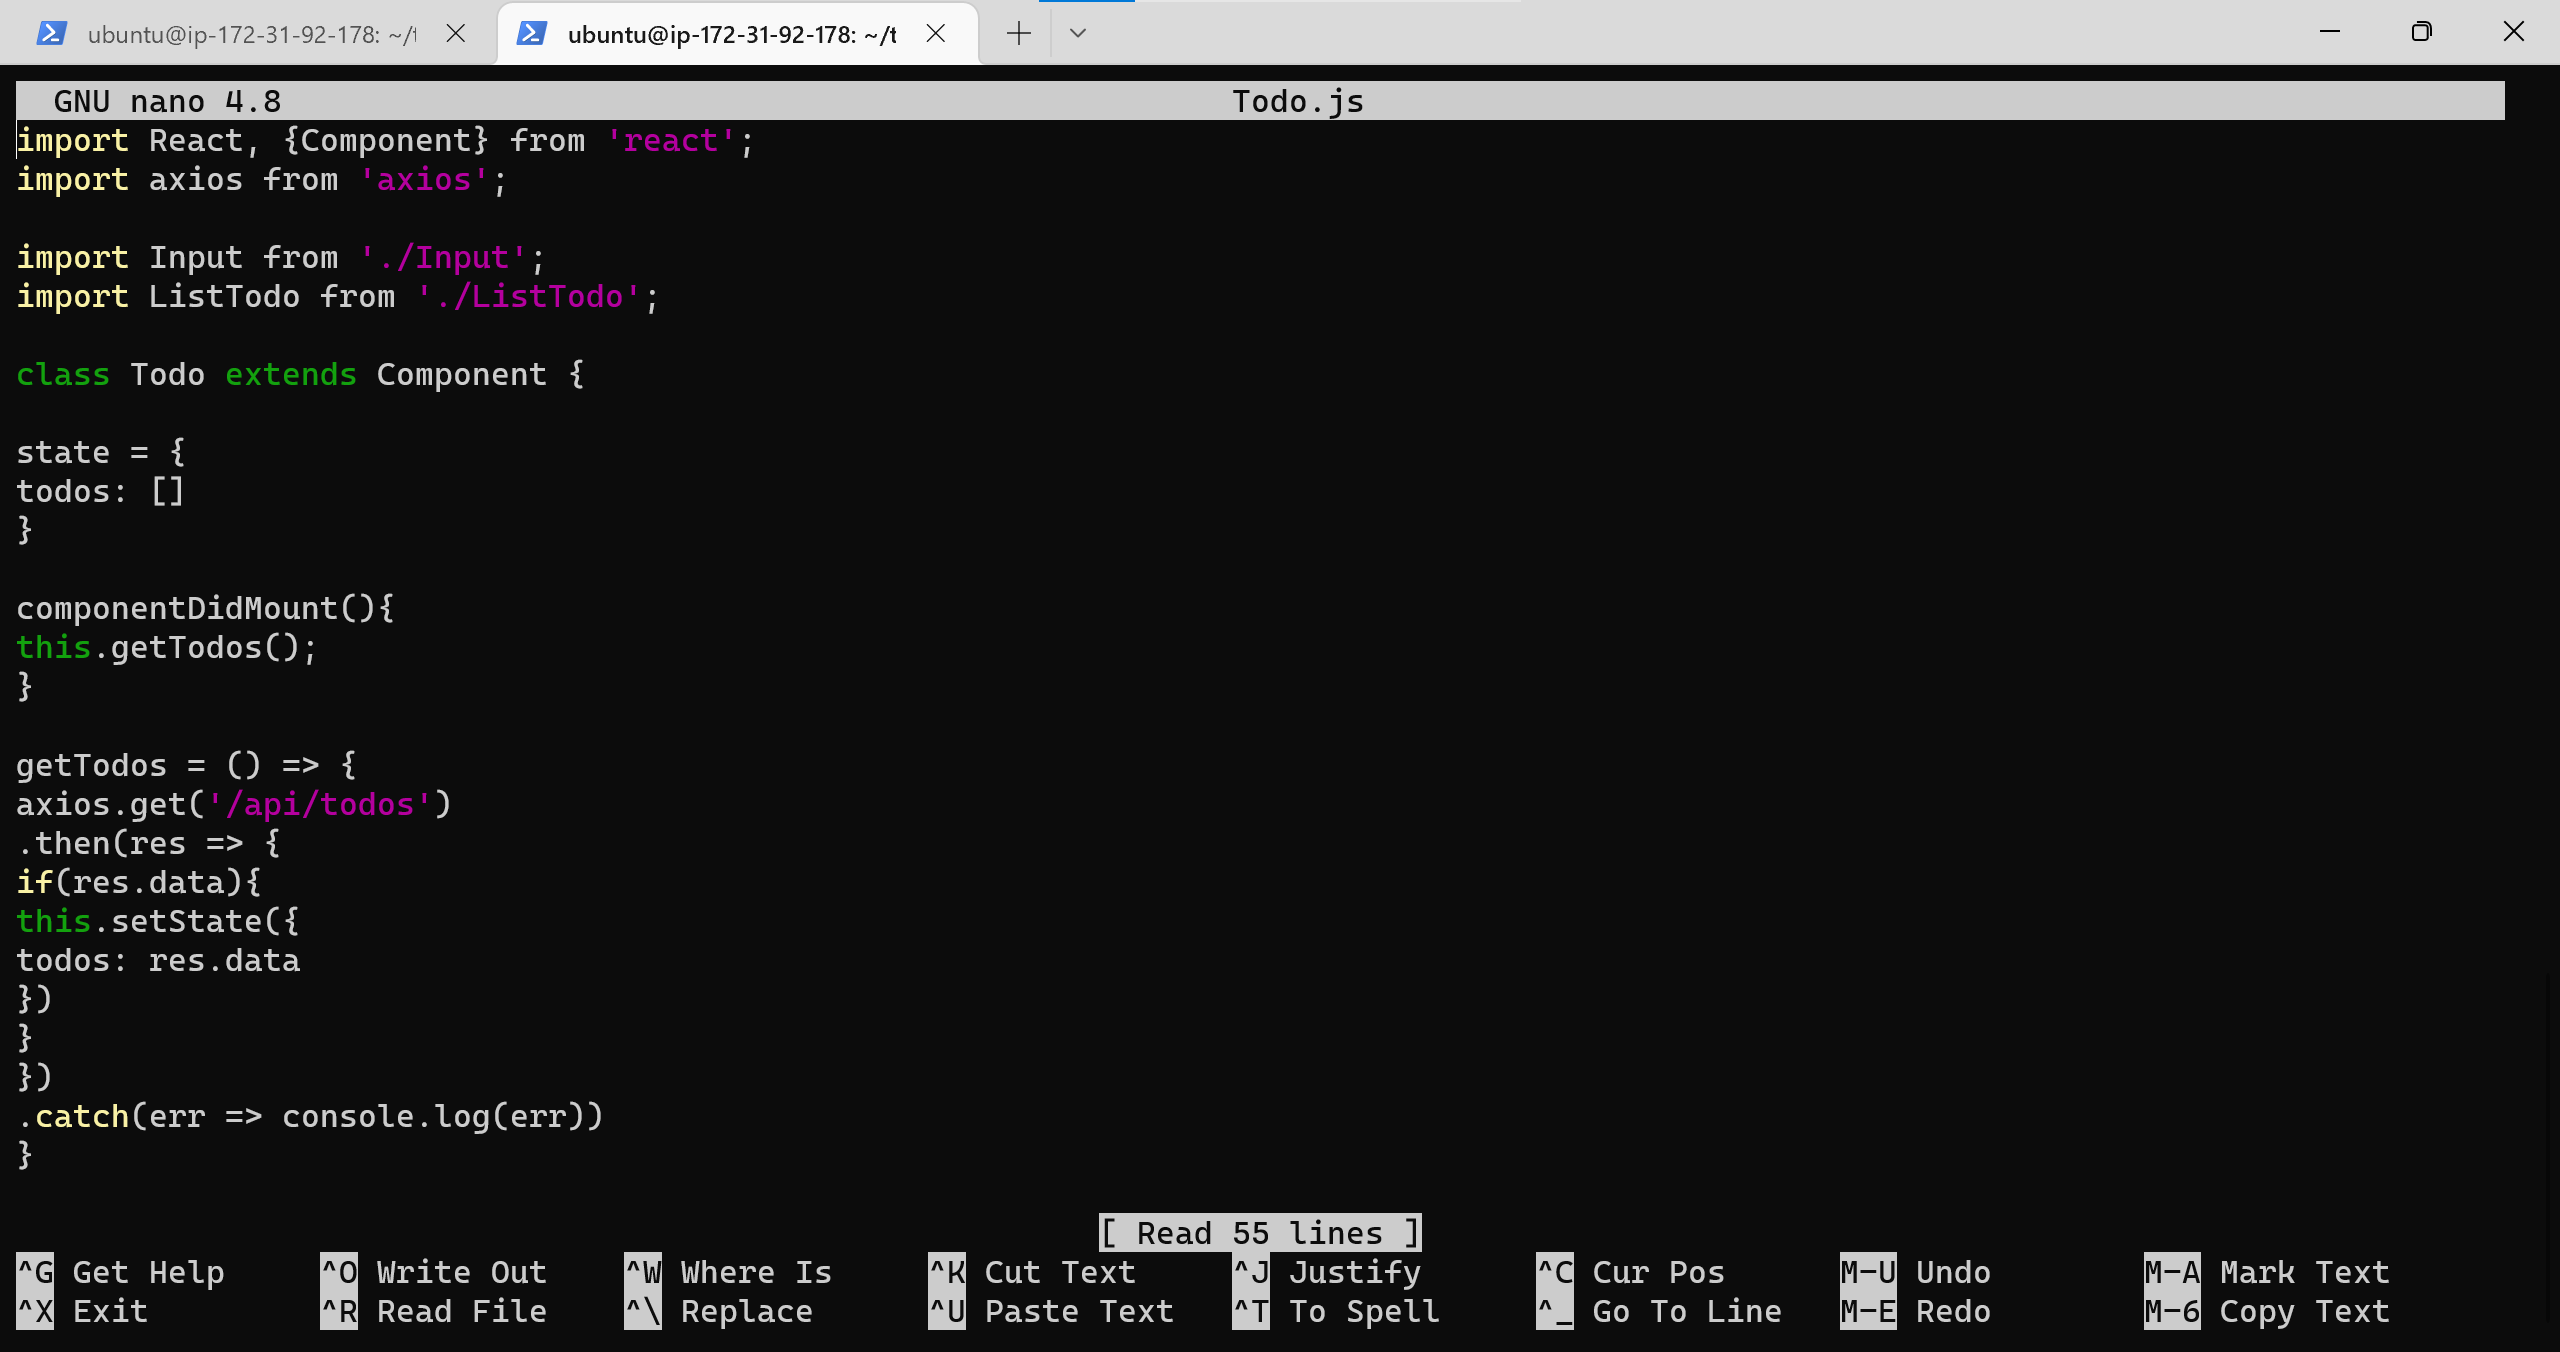 ubuntu@ip-172-31-92-178: ~/t
ubuntu@ip-172-31-92-178: ~/t
GNU nano 4.8 Todo.js
import React, {Component} from 'react';
import axios from 'axios';
import Input from './Input';
import ListTodo from './ListTodo';
class Todo extends Component {
state = {
todos: []
}
componentDidMount(){
this.getTodos();
}
getTodos = () => {
axios.get('/api/todos')
.then(res => {
if(res.data){
this.setState({
todos: res.data
})
}
})
.catch(err => console.log(err))
}
[ Read 55 lines ]
^G Get Help ^O Write Out ^W Where Is ^K Cut Text ^J Justify ^C Cur Pos M-U Undo M-A Mark Text
^X Exit ^R Read File ^\ Replace ^U Paste Text ^T To Spell ^_ Go To Line M-E Redo M-6 Copy Text